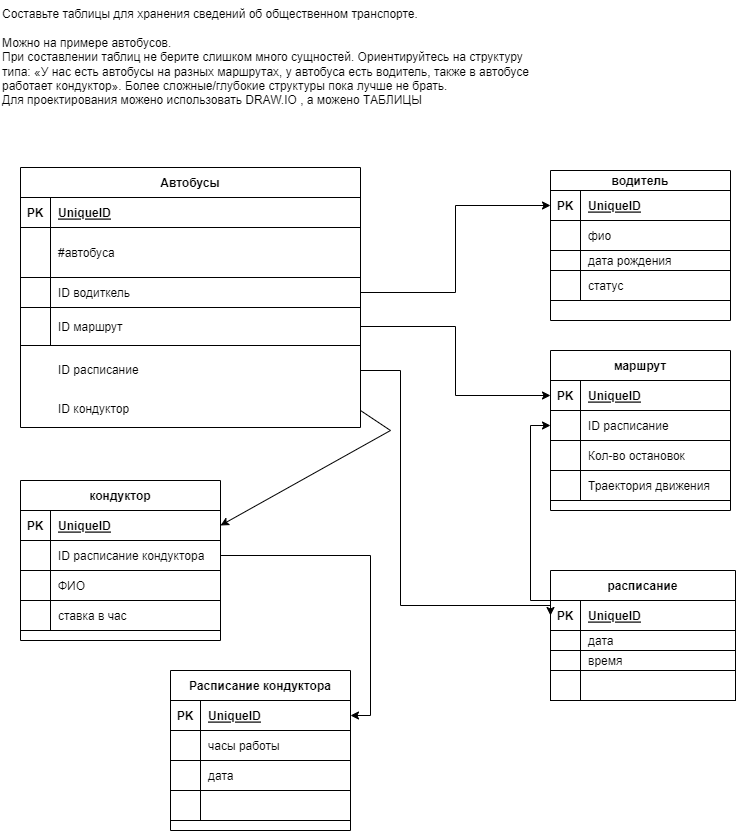 Составьте таблицы для хранения сведений об общественном транспорте.
Можно на примере автобусов.
При составлении таблиц не берите слишком много сущностей. Ориентируйтесь на структуру
типа: «У нас есть автобусы на разных маршрутах, у автобуса есть водитель, также в автобусе
работает кондуктор». Более сложные/глубокие структуры пока лучше не брать.
Для проектирования можено использовать DRAW.IO , а можено ТАБЛИЦЫ
Автобусы
PK UniqueID
#автобуса
ID водиткель
ID маршрут
ID расписание
ID кондуктор
водитель
PK UniqueID
фио
дата рождения
статус
маршрут
PK UniqueID
ID расписание
Кол-во остановок
Траектория движения
кондуктор
PK UniqueID
ID расписание кондуктора
ФИО
ставка в час
расписание
PK UniqueID
дата
время
Расписание кондуктора
PK UniqueID
часы работы
дата